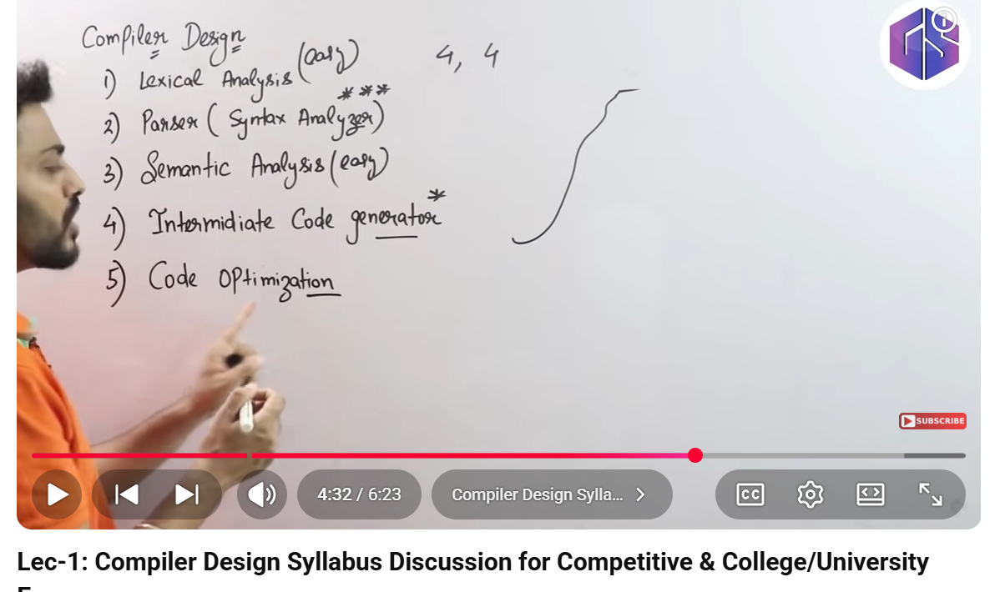 Compiler Design
1) Lexical Analysis (easy)
4, 4
2) Parser ( Syntax Analyzer) ***
3) Semantic Analysis (easy)
4) Intermidiate Code generator *
5) Code OPtimization
GS
SUBSCRIBE
4:32 / 6:23
Compiler Design Sylla...
CC
Lec-1: Compiler Design Syllabus Discussion for Competitive & College/University